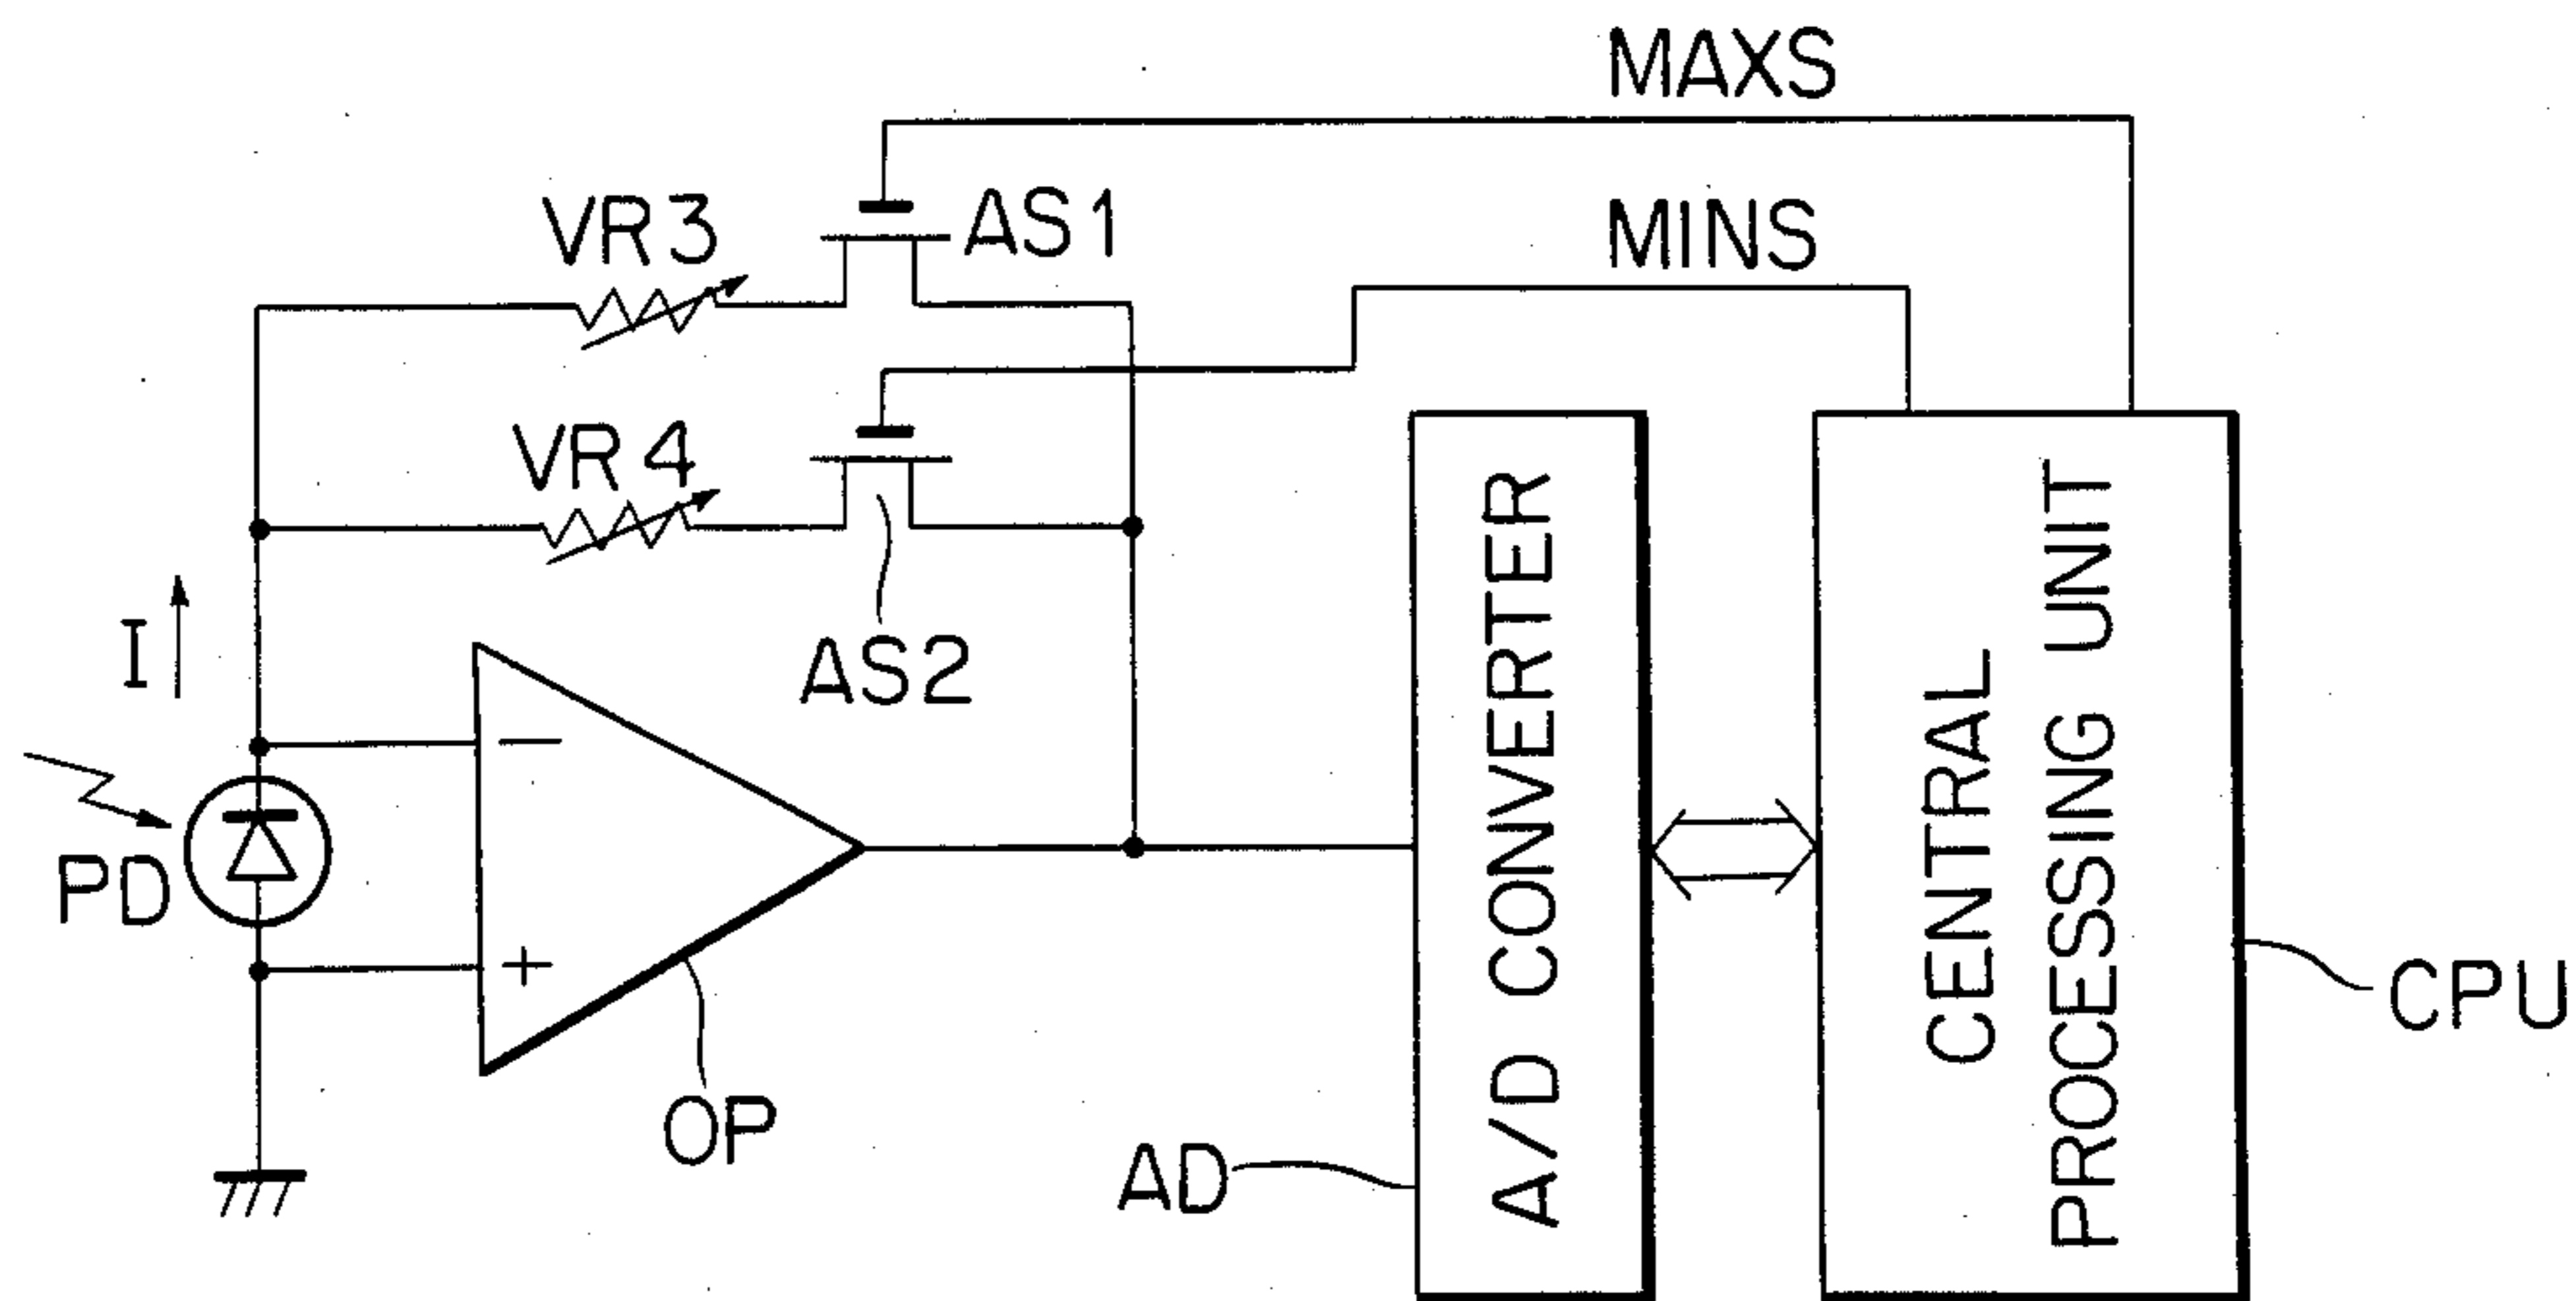 MAXS
MINS
VR3
AS1
VR4
AS2
I
PD
−
+
OP
AD
A/D CONVERTER
CENTRAL
PROCESSING UNIT
CPU